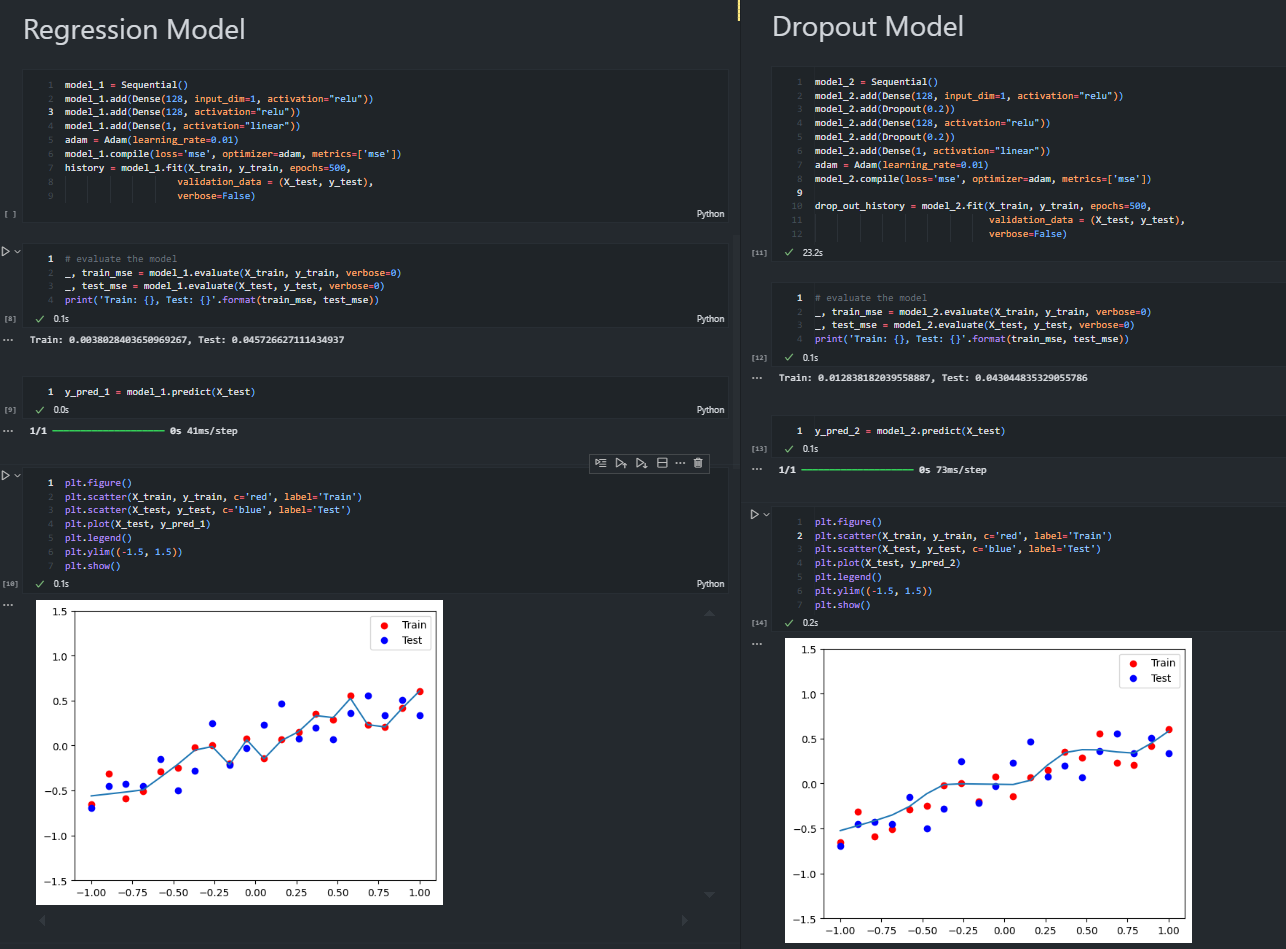 Regression Model
1 model_1 = Sequential()
2 model_1.add(Dense(128, input_dim=1, activation="relu"))
3 model_1.add(Dense(128, activation="relu"))
4 model_1.add(Dense(1, activation="linear"))
5 adam = Adam(learning_rate=0.01)
6 model_1.compile(loss='mse', optimizer=adam, metrics=['mse'])
7 history = model_1.fit(X_train, y_train, epochs=500,
8 validation_data = (X_test, y_test),
9 verbose=False)
[ ] Python
1 # evaluate the model
2 _, train_mse = model_1.evaluate(X_train, y_train, verbose=0)
3 _, test_mse = model_1.evaluate(X_test, y_test, verbose=0)
4 print('Train: {}, Test: {}'.format(train_mse, test_mse))
[8] ✓ 0.1s Python
... Train: 0.0038028403650969267, Test: 0.045726627111434937
1 y_pred_1 = model_1.predict(X_test)
[9] ✓ 0.0s Python
... 1/1 0s 41ms/step
1 plt.figure()
2 plt.scatter(X_train, y_train, c='red', label='Train')
3 plt.scatter(X_test, y_test, c='blue', label='Test')
4 plt.plot(X_test, y_pred_1)
5 plt.legend()
6 plt.ylim((-1.5, 1.5))
7 plt.show()
[10] ✓ 0.1s Python
...
Train
Test
1.5
1.0
0.5
0.0
−0.5
−1.0
−1.5
−1.00 −0.75 −0.50 −0.25 0.00 0.25 0.50 0.75 1.00
Dropout Model
1 model_2 = Sequential()
2 model_2.add(Dense(128, input_dim=1, activation="relu"))
3 model_2.add(Dropout(0.2))
4 model_2.add(Dense(128, activation="relu"))
5 model_2.add(Dropout(0.2))
6 model_2.add(Dense(1, activation="linear"))
7 adam = Adam(learning_rate=0.01)
8 model_2.compile(loss='mse', optimizer=adam, metrics=['mse'])
9
10 drop_out_history = model_2.fit(X_train, y_train, epochs=500,
11 validation_data = (X_test, y_test),
12 verbose=False)
[11] ✓ 23.2s
1 # evaluate the model
2 _, train_mse = model_2.evaluate(X_train, y_train, verbose=0)
3 _, test_mse = model_2.evaluate(X_test, y_test, verbose=0)
4 print('Train: {}, Test: {}'.format(train_mse, test_mse))
[12] ✓ 0.1s
... Train: 0.012838182039558887, Test: 0.043044835329055786
1 y_pred_2 = model_2.predict(X_test)
[13] ✓ 0.1s
... 1/1 0s 73ms/step
1 plt.figure()
2 plt.scatter(X_train, y_train, c='red', label='Train')
3 plt.scatter(X_test, y_test, c='blue', label='Test')
4 plt.plot(X_test, y_pred_2)
5 plt.legend()
6 plt.ylim((-1.5, 1.5))
7 plt.show()
[14] ✓ 0.2s
...
Train
Test
1.5
1.0
0.5
0.0
−0.5
−1.0
−1.5
−1.00 −0.75 −0.50 −0.25 0.00 0.25 0.50 0.75 1.00